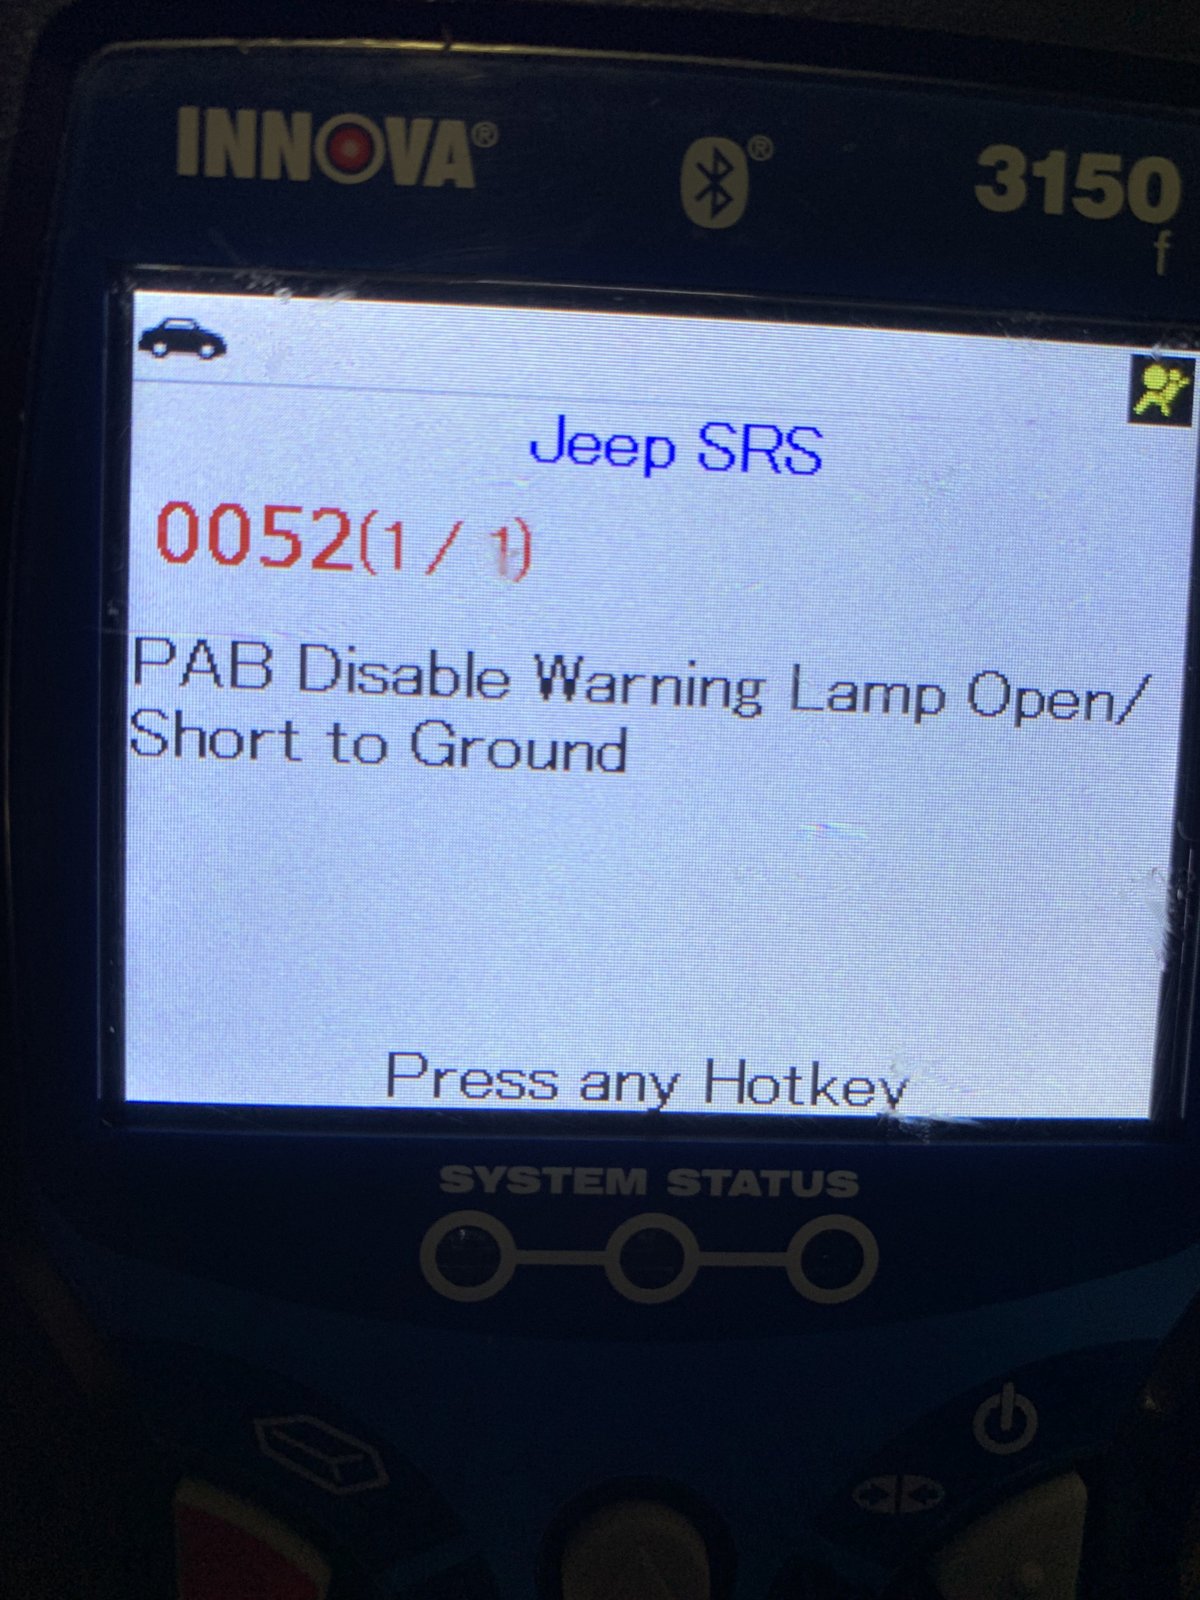 INNOVA® ® 3150
f
Jeep SRS
0052(1 / 1)
PAB Disable Warning Lamp Open/
Short to Ground
Press any Hotkey
SYSTEM STATUS